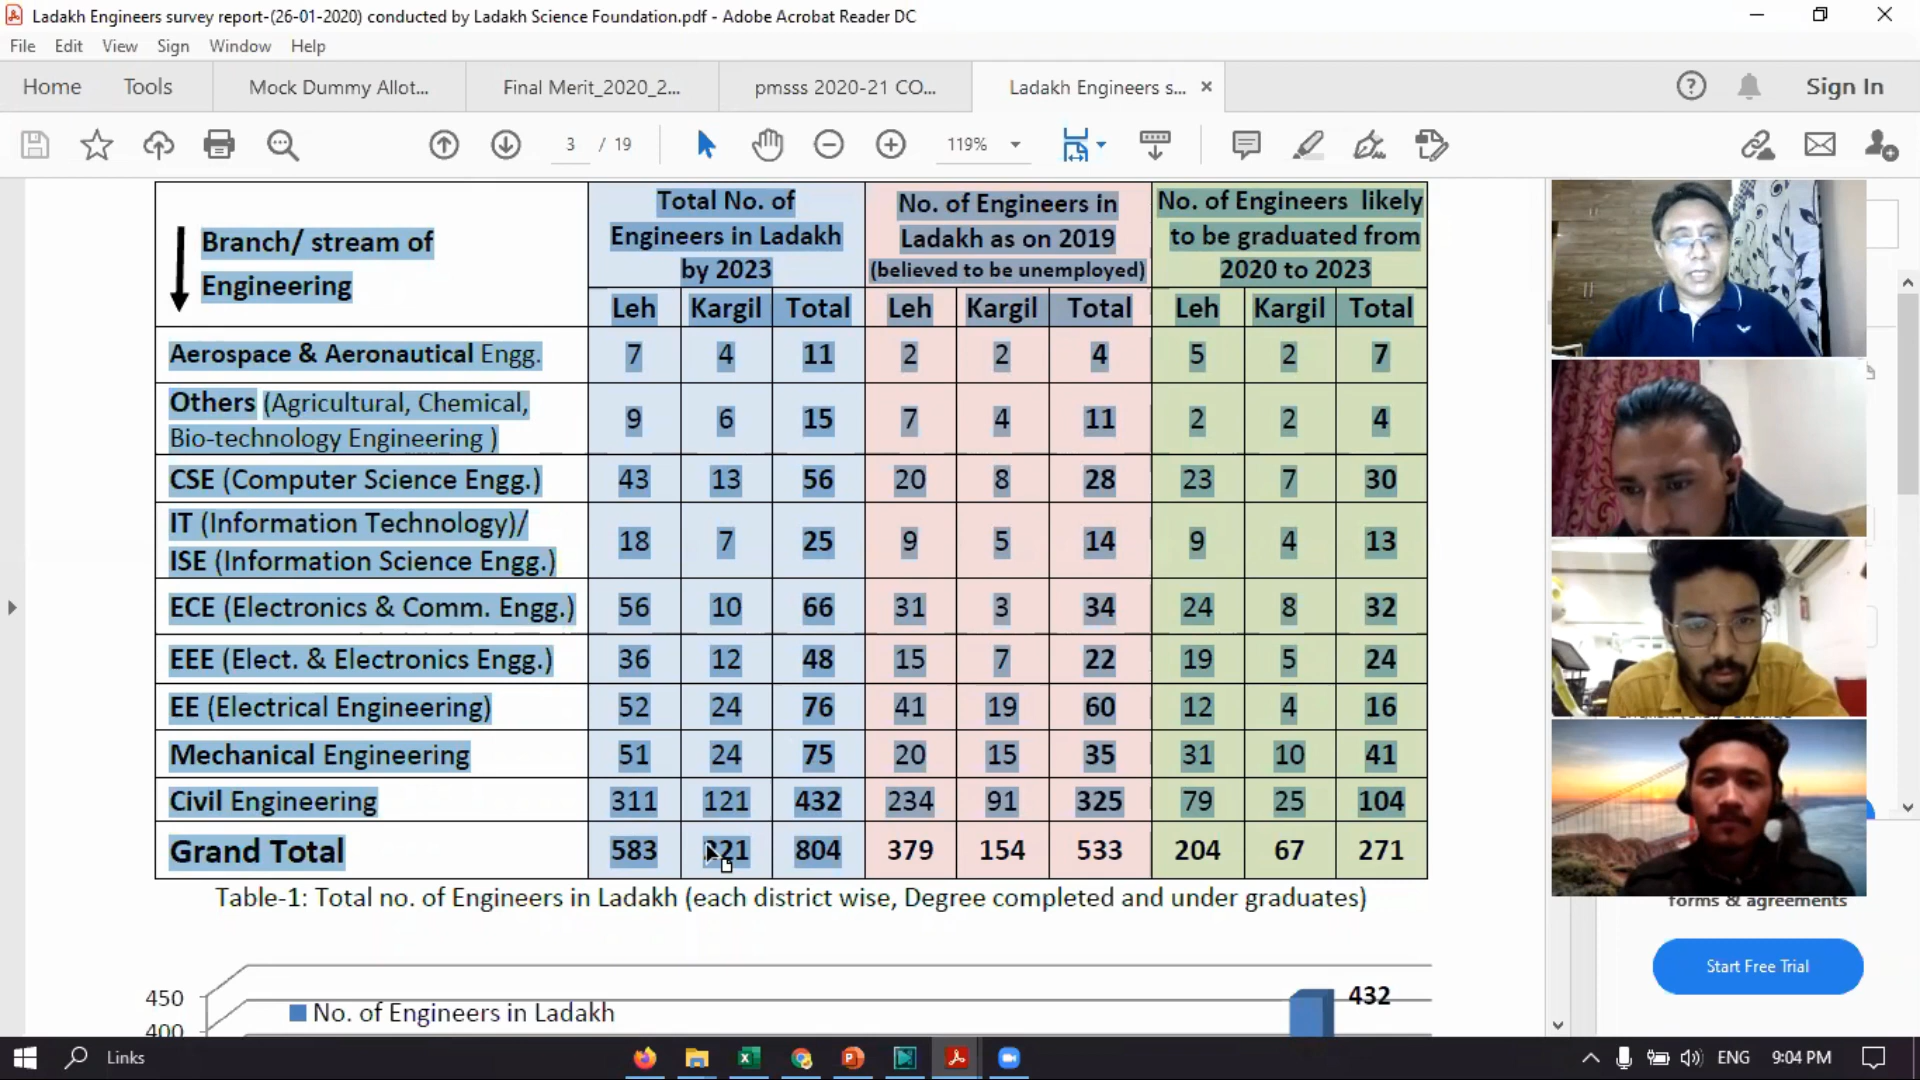 Ladakh Engineers survey report-(26-01-2020) conducted by Ladakh Science Foundation.pdf - Adobe Acrobat Reader DC
File Edit View Sign Window Help
Home Tools Mock Dummy Allot... Final Merit_2020_2... pmsss 2020-21 CO... Ladakh Engineers s... × Sign In
3 / 19 119%
Branch/ stream of
Engineering
Total No. of
Engineers in Ladakh
by 2023
No. of Engineers in
Ladakh as on 2019
(believed to be unemployed)
No. of Engineers likely
to be graduated from
2020 to 2023
Leh Kargil Total Leh Kargil Total Leh Kargil Total
Aerospace & Aeronautical Engg. 7 4 11 2 2 4 5 2 7
Others (Agricultural, Chemical,
Bio-technology Engineering ) 9 6 15 7 4 11 2 2 4
CSE (Computer Science Engg.) 43 13 56 20 8 28 23 7 30
IT (Information Technology)/
ISE (Information Science Engg.) 18 7 25 9 5 14 9 4 13
ECE (Electronics & Comm. Engg.) 56 10 66 31 3 34 24 8 32
EEE (Elect. & Electronics Engg.) 36 12 48 15 7 22 19 5 24
EE (Electrical Engineering) 52 24 76 41 19 60 12 4 16
Mechanical Engineering 51 24 75 20 15 35 31 10 41
Civil Engineering 311 121 432 234 91 325 79 25 104
Grand Total 583 221 804 379 154 533 204 67 271
Table-1: Total no. of Engineers in Ladakh (each district wise, Degree completed and under graduates)
450
400
No. of Engineers in Ladakh
432
forms & agreements
Start Free Trial
Links ENG 9:04 PM